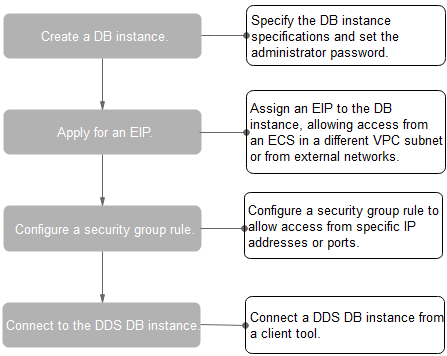 Create a DB instance.
Specify the DB instance
specifications and set the
administrator password.
Apply for an EIP.
Assign an EIP to the DB
instance, allowing access from
an ECS in a different VPC subnet
or from external networks.
Configure a security group rule.
Configure a security group rule to
allow access from specific IP
addresses or ports.
Connect to the DDS DB instance.
Connect a DDS DB instance from
a client tool.